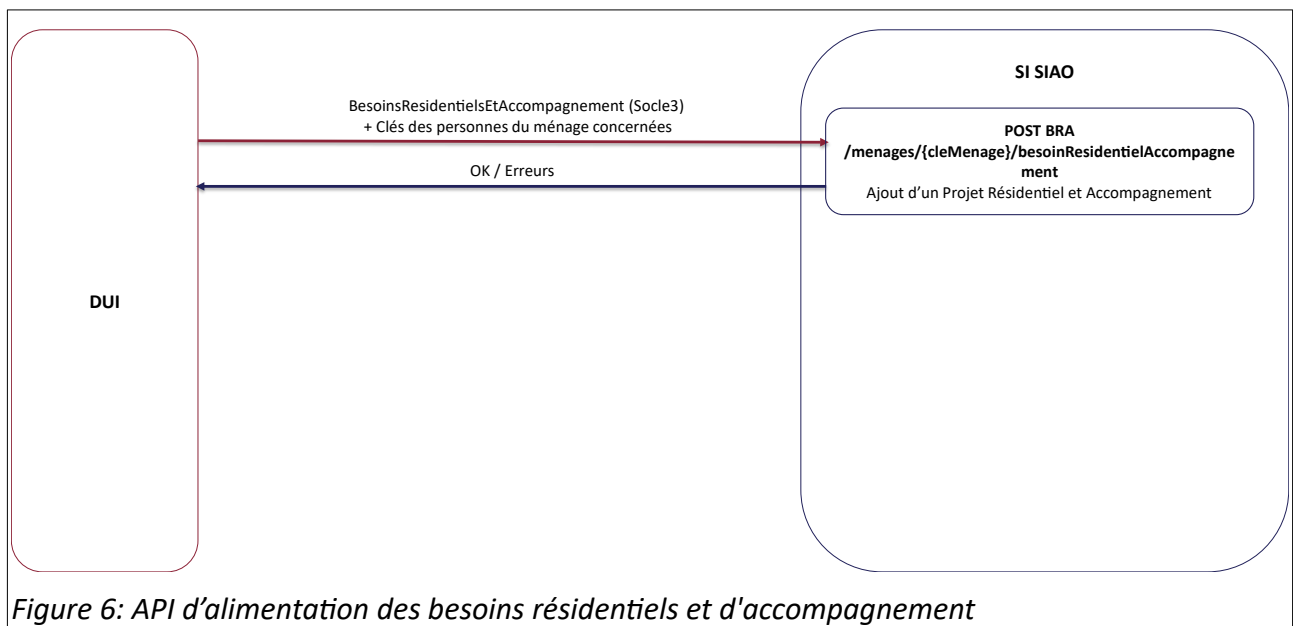 SI SIAO
BesoinsResidentielsEtAccompagnement (Socle3)
+ Clés des personnes du ménage concernées
POST BRA
/menages/{cleMenage}/besoinResidentielAccompagne
ment
Ajout d’un Projet Résidentiel et Accompagnement
OK / Erreurs
DUI
Figure 6: API d’alimentation des besoins résidentiels et d'accompagnement